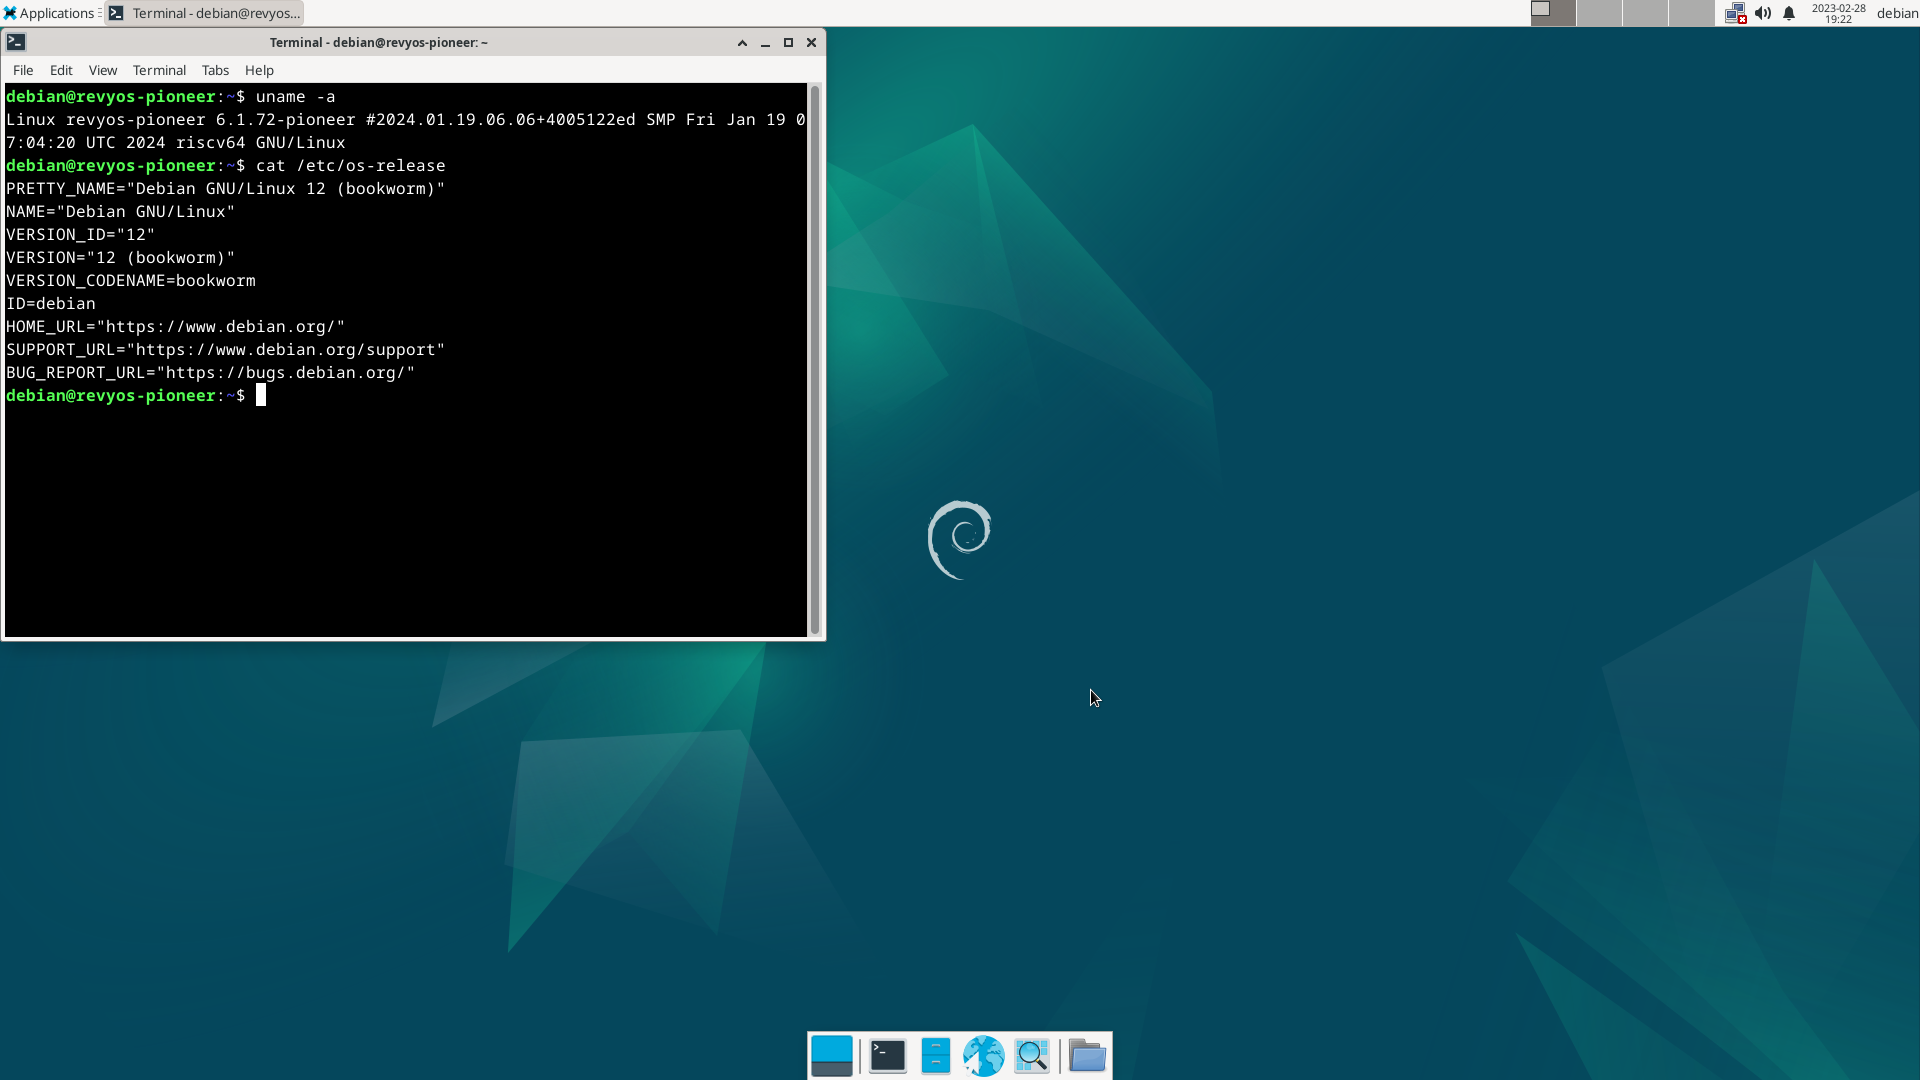 Applications
Terminal - debian@revyos...
2023-02-28
19:22
debian
Terminal - debian@revyos-pioneer: ~
File Edit View Terminal Tabs Help
debian@revyos-pioneer:~$ uname -a
Linux revyos-pioneer 6.1.72-pioneer #2024.01.19.06.06+4005122ed SMP Fri Jan 19 0
7:04:20 UTC 2024 riscv64 GNU/Linux
debian@revyos-pioneer:~$ cat /etc/os-release
PRETTY_NAME="Debian GNU/Linux 12 (bookworm)"
NAME="Debian GNU/Linux"
VERSION_ID="12"
VERSION="12 (bookworm)"
VERSION_CODENAME=bookworm
ID=debian
HOME_URL="https://www.debian.org/"
SUPPORT_URL="https://www.debian.org/support"
BUG_REPORT_URL="https://bugs.debian.org/"
debian@revyos-pioneer:~$